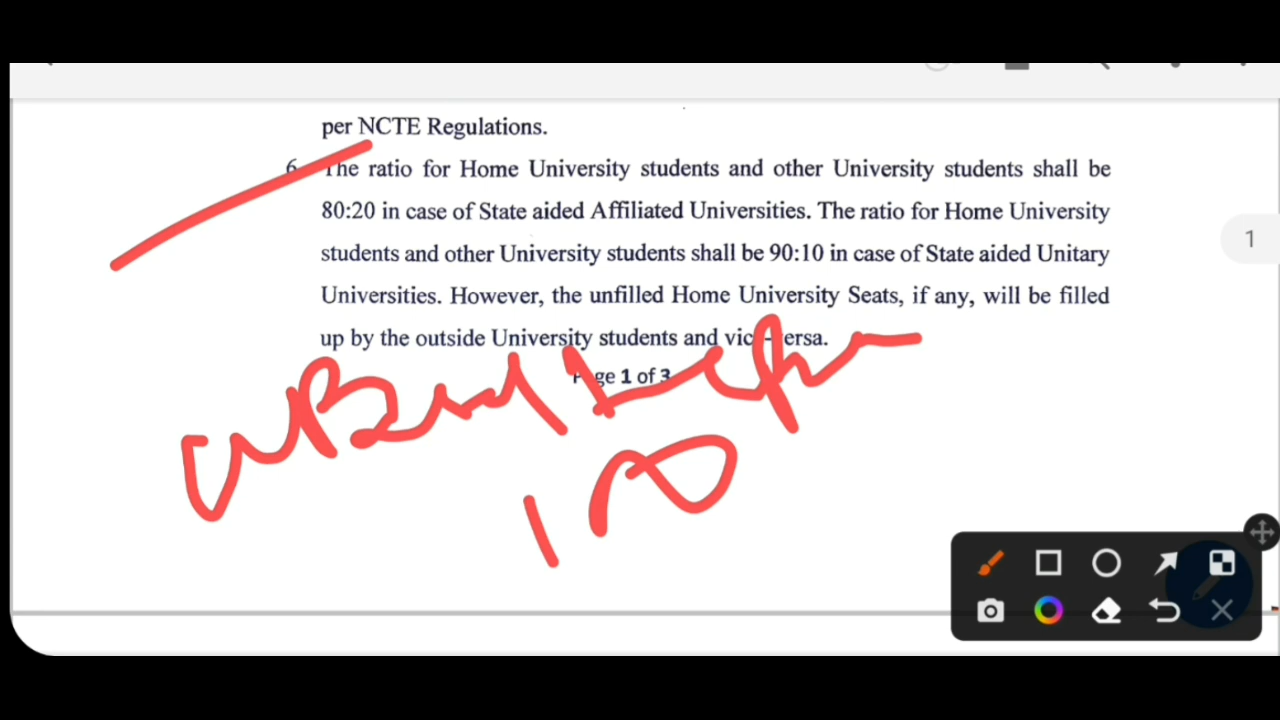 per NCTE Regulations.
6. The ratio for Home University students and other University students shall be
80:20 in case of State aided Affiliated Universities. The ratio for Home University
students and other University students shall be 90:10 in case of State aided Unitary
Universities. However, the unfilled Home University Seats, if any, will be filled
up by the outside University students and vice-versa.
Page 1 of 3
1